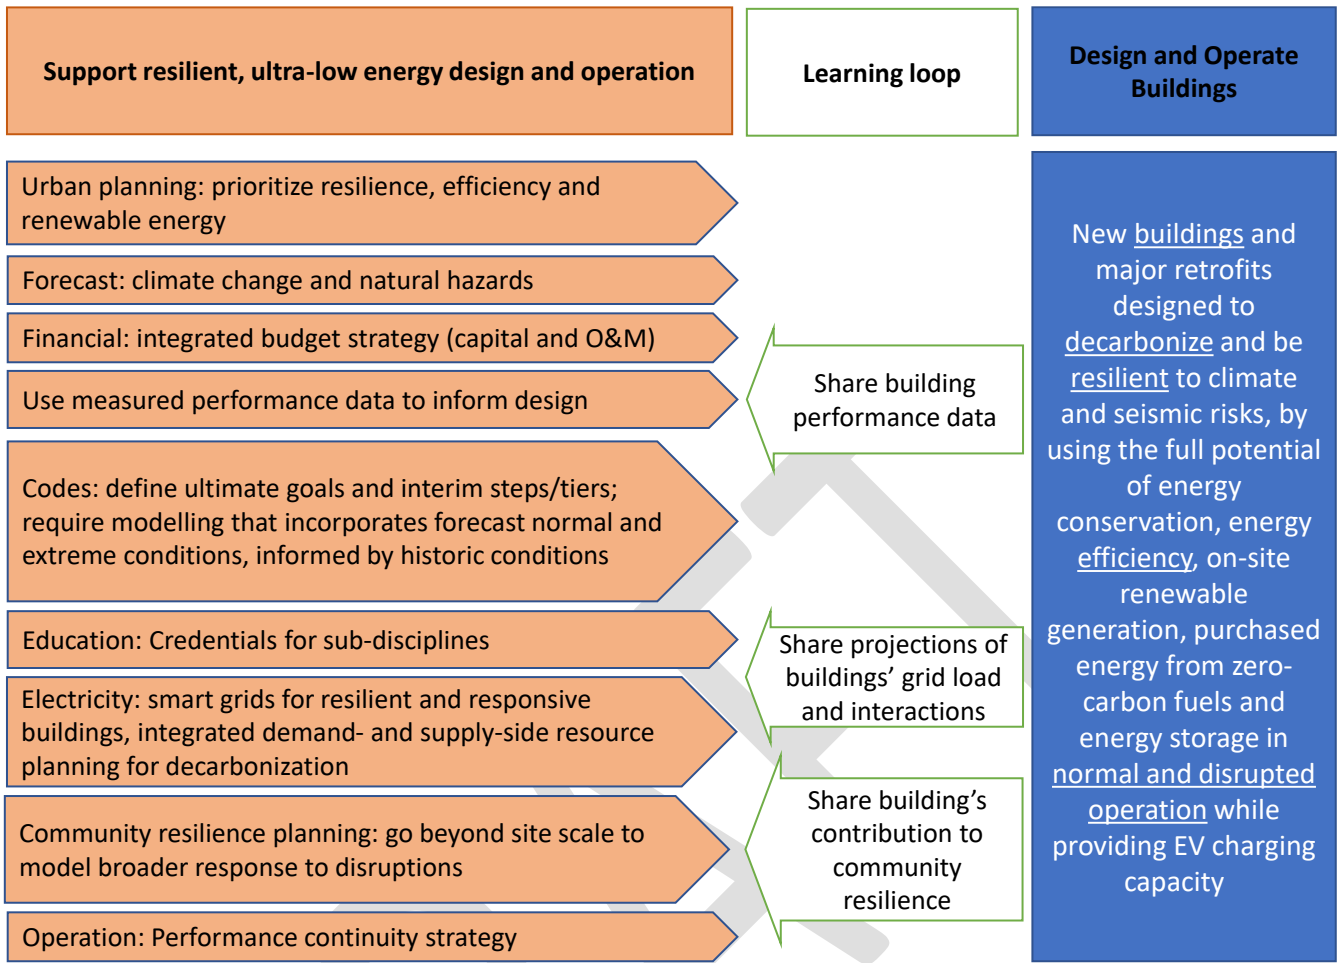 Support resilient, ultra-low energy design and operation
Learning loop
Design and Operate
Buildings
Urban planning: prioritize resilience, efficiency and
renewable energy
Forecast: climate change and natural hazards
Financial: integrated budget strategy (capital and O&M)
Use measured performance data to inform design
Codes: define ultimate goals and interim steps/tiers;
require modelling that incorporates forecast normal and
extreme conditions, informed by historic conditions
Education: Credentials for sub-disciplines
Electricity: smart grids for resilient and responsive
buildings, integrated demand- and supply-side resource
planning for decarbonization
Community resilience planning: go beyond site scale to
model broader response to disruptions
Operation: Performance continuity strategy
Share building
performance data
Share projections of
buildings’ grid load
and interactions
Share building’s
contribution to
community
resilience
New buildings and
major retrofits
designed to
decarbonize and be
resilient to climate
and seismic risks, by
using the full potential
of energy
conservation, energy
efficiency, on-site
renewable
generation, purchased
energy from zero-
carbon fuels and
energy storage in
normal and disrupted
operation while
providing EV charging
capacity